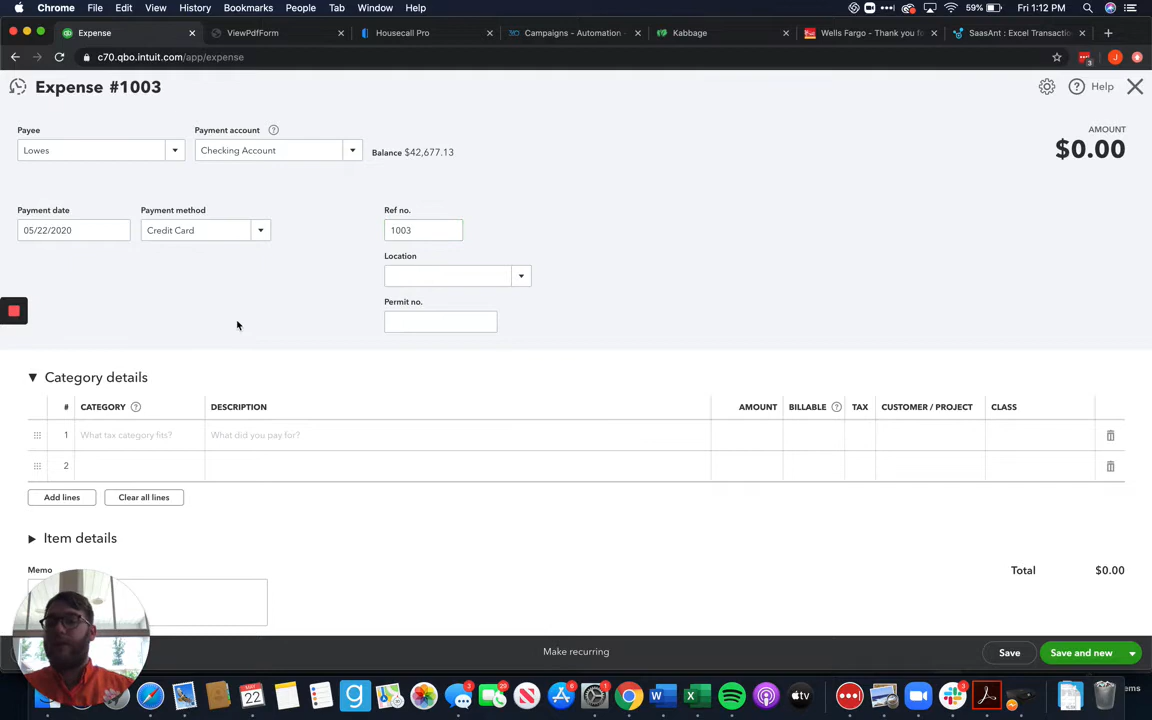 Chrome File Edit View History Bookmarks People Tab Window Help 59% Fri 1:12 PM
Expense ViewPdfForm Housecall Pro Campaigns - Automation - Kabbage Wells Fargo - Thank you f SaasAnt : Excel Transactio
c70.qbo.intuit.com/app/expense
Expense #1003 Help
Payee Payment account AMOUNT
Lowes Checking Account Balance $42,677.13 $0.00
Payment date Payment method Ref no.
05/22/2020 Credit Card 1003
Location
Permit no.
Category details
# CATEGORY DESCRIPTION AMOUNT BILLABLE TAX CUSTOMER / PROJECT CLASS
1 What tax category fits? What did you pay for?
2
Add lines Clear all lines
Item details
Memo Total $0.00
Make recurring Save Save and new